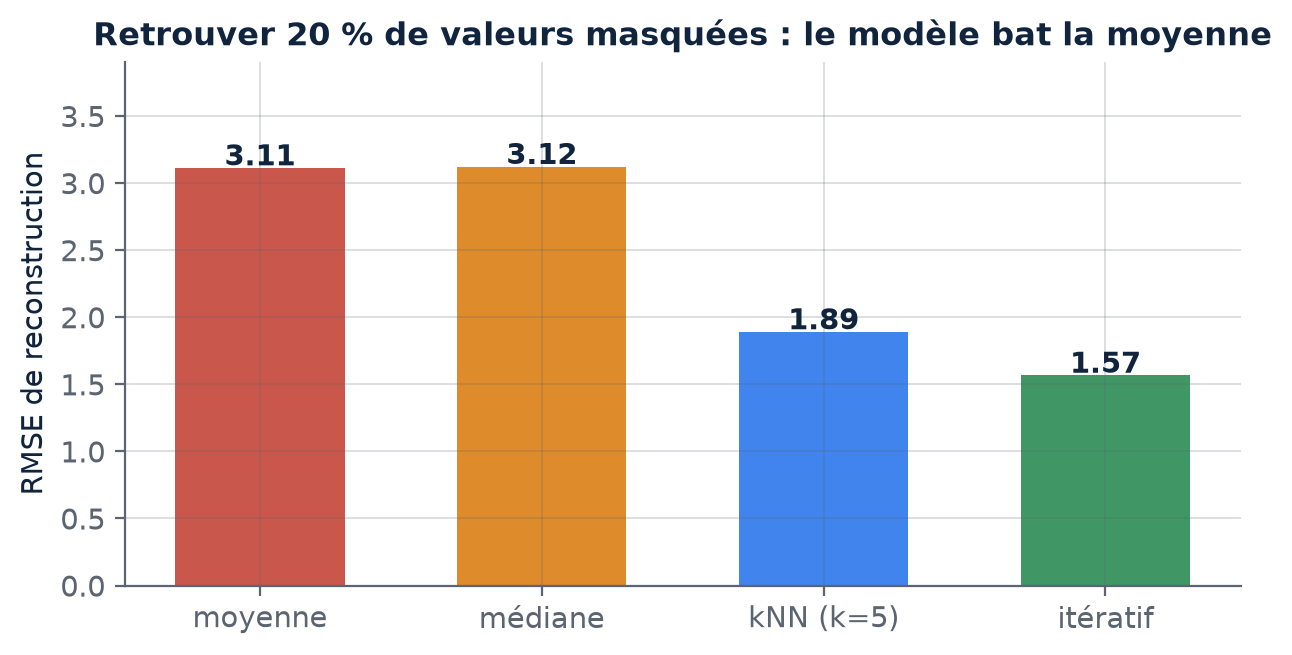 Retrouver 20 % de valeurs masquées : le modèle bat la moyenne
RMSE de reconstruction
3.5
3.0
2.5
2.0
1.5
1.0
0.5
0.0
3.11
3.12
1.89
1.57
moyenne
médiane
kNN (k=5)
itératif